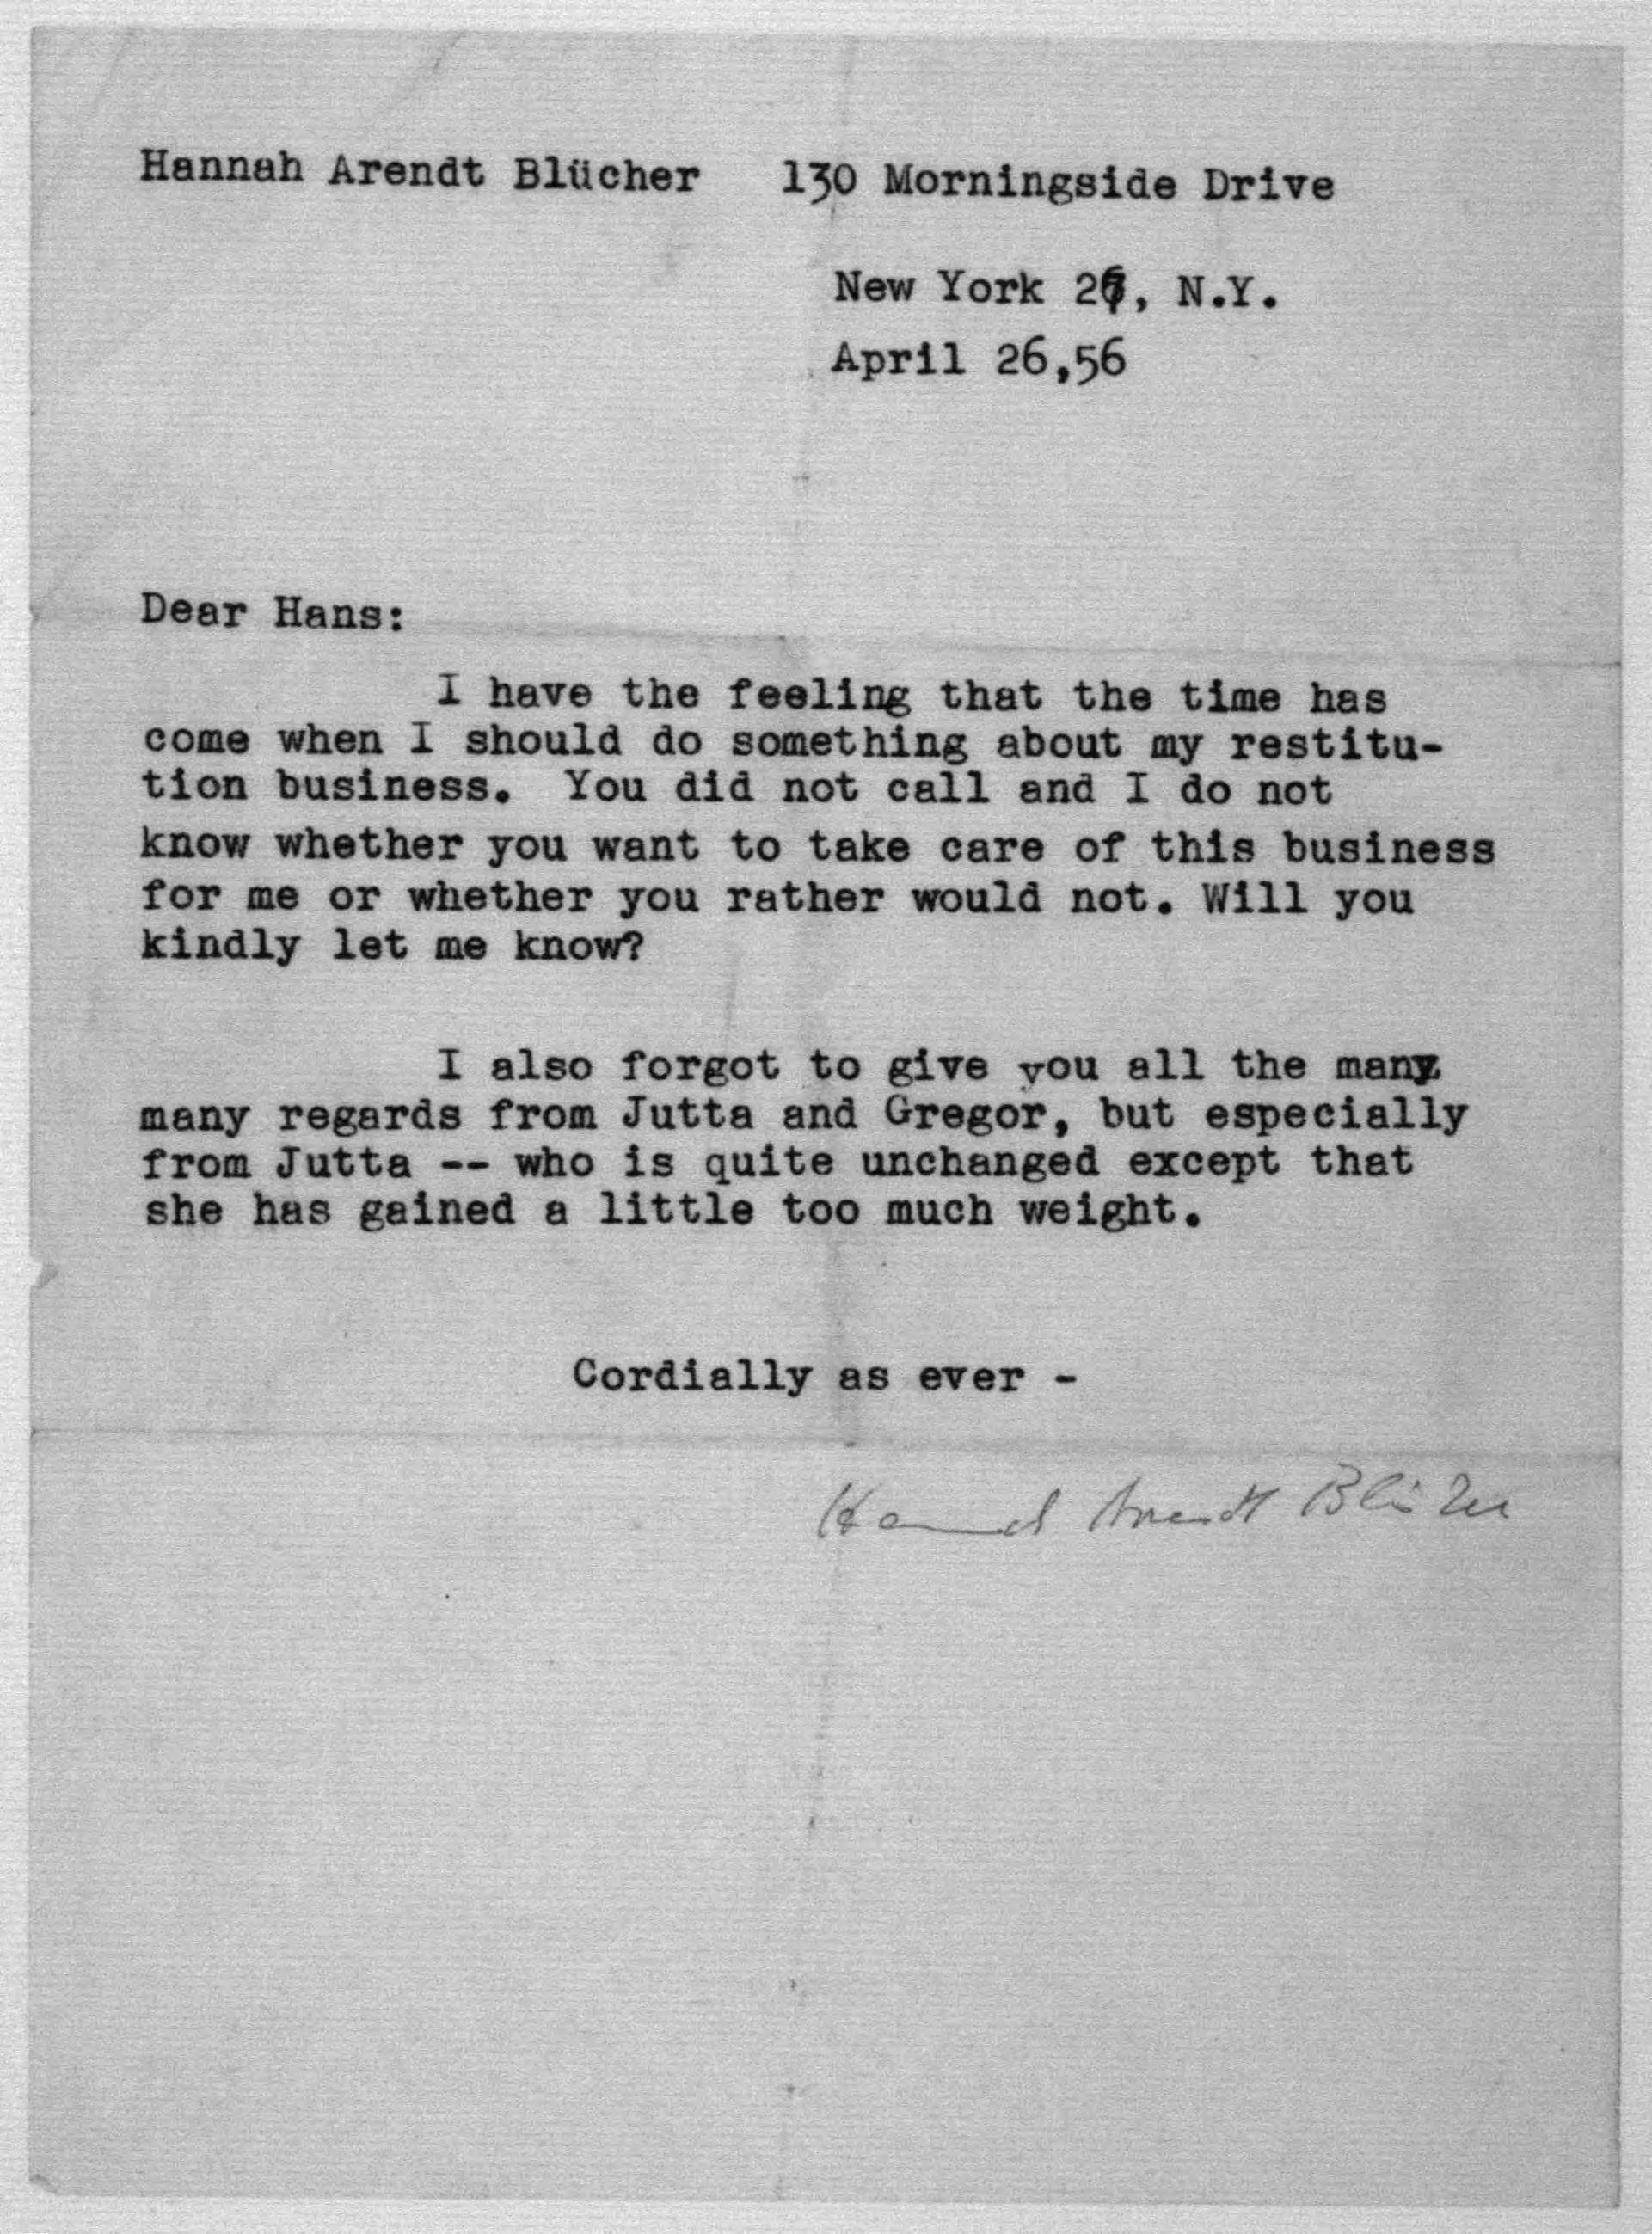 Hannah Arendt Blücher 130 Morningside Drive
New York 27, N.Y.
April 26,56
Dear Hans:
I have the feeling that the time has
come when I should do something about my restitu-
tion business. You did not call and I do not
know whether you want to take care of this business
for me or whether you rather would not. Will you
kindly let me know?
I also forgot to give you all the many
many regards from Jutta and Gregor, but especially
from Jutta -- who is quite unchanged except that
she has gained a little too much weight.
Cordially as ever -
Hannah Arendt Blücher